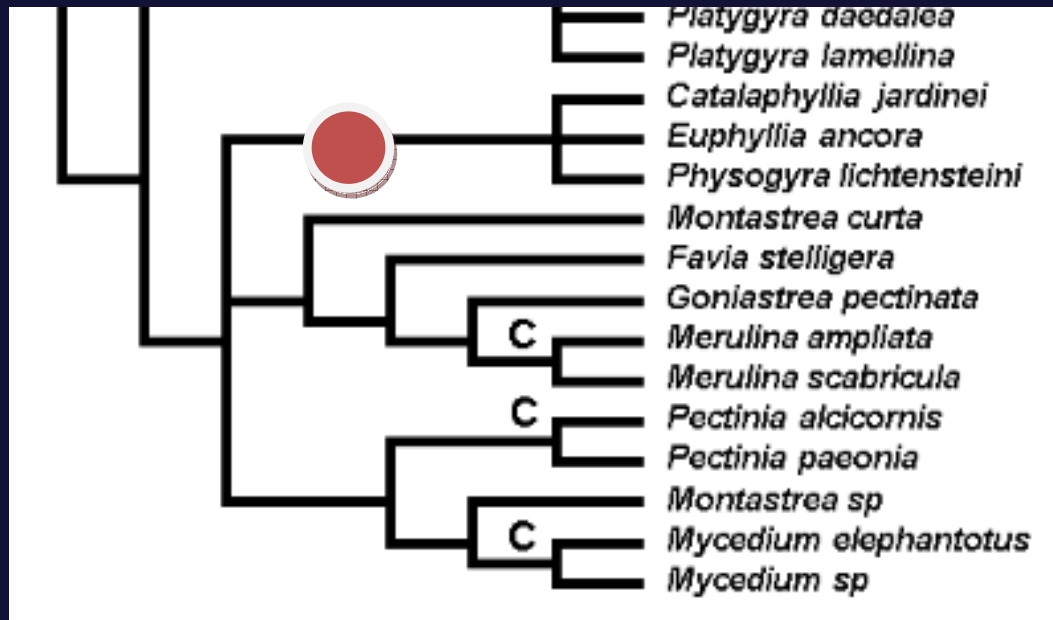 Platygyra daedalea
Platygyra lamellina
Catalaphyllia jardinei
Euphyllia ancora
Physogyra lichtensteini
Montastrea curta
Favia stelligera
Goniastrea pectinata
C
Merulina ampliata
Merulina scabricula
C
Pectinia alcicornis
Pectinia paeonia
Montastrea sp
C
Mycedium elephantotus
Mycedium sp